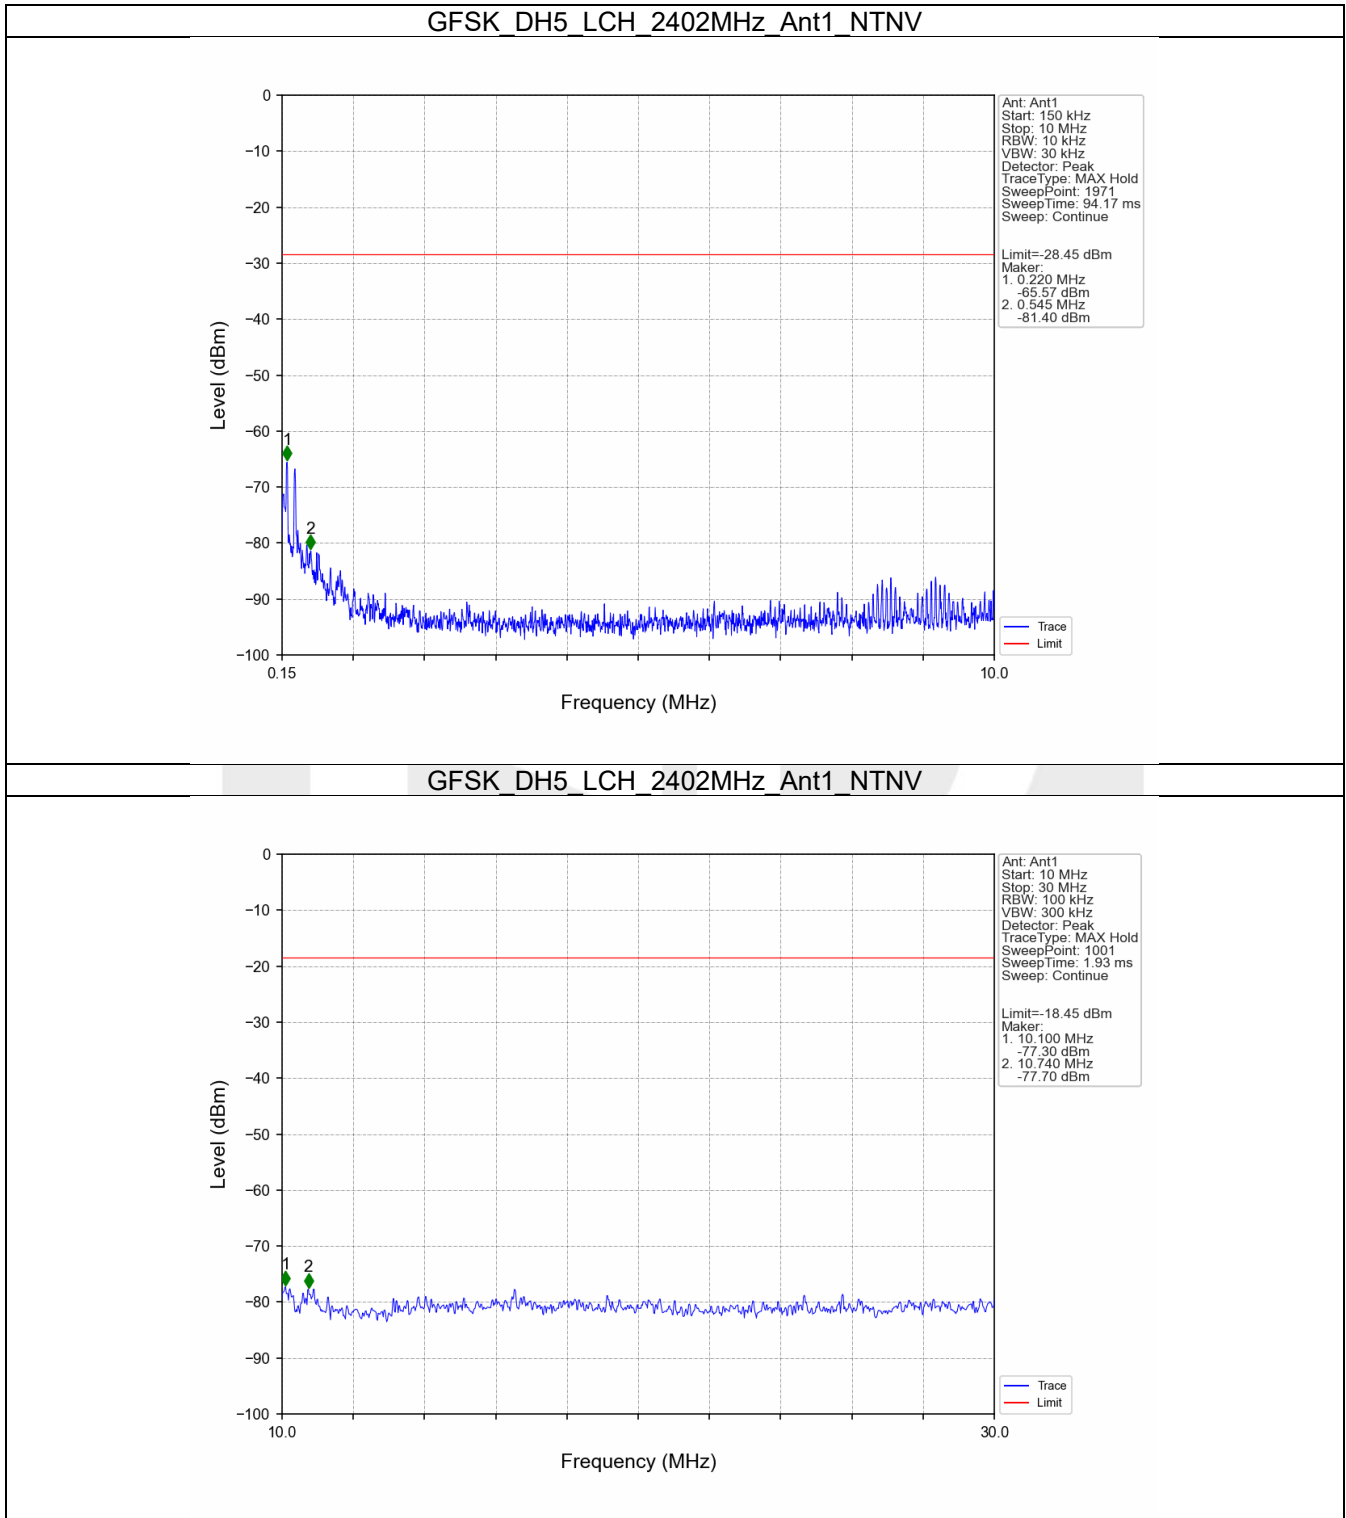 GFSK_DH5_LCH_2402MHz_Ant1_NTNV
0
−10
−20
−30
−40
−50
−60
−70
−80
−90
−100
Level (dBm)
1
2
0.15
10.0
Frequency (MHz)
Ant: Ant1
Start: 150 kHz
Stop: 10 MHz
RBW: 10 kHz
VBW: 30 kHz
Detector: Peak
TraceType: MAX Hold
SweepPoint: 1971
SweepTime: 94.17 ms
Sweep: Continue
Limit=-28.45 dBm
Maker:
1. 0.220 MHz
-65.57 dBm
2. 0.545 MHz
-81.40 dBm
Trace
Limit
GFSK_DH5_LCH_2402MHz_Ant1_NTNV
0
−10
−20
−30
−40
−50
−60
−70
−80
−90
−100
Level (dBm)
1
2
10.0
30.0
Frequency (MHz)
Ant: Ant1
Start: 10 MHz
Stop: 30 MHz
RBW: 100 kHz
VBW: 300 kHz
Detector: Peak
TraceType: MAX Hold
SweepPoint: 1001
SweepTime: 1.93 ms
Sweep: Continue
Limit=-18.45 dBm
Maker:
1. 10.100 MHz
-77.30 dBm
2. 10.740 MHz
-77.70 dBm
Trace
Limit